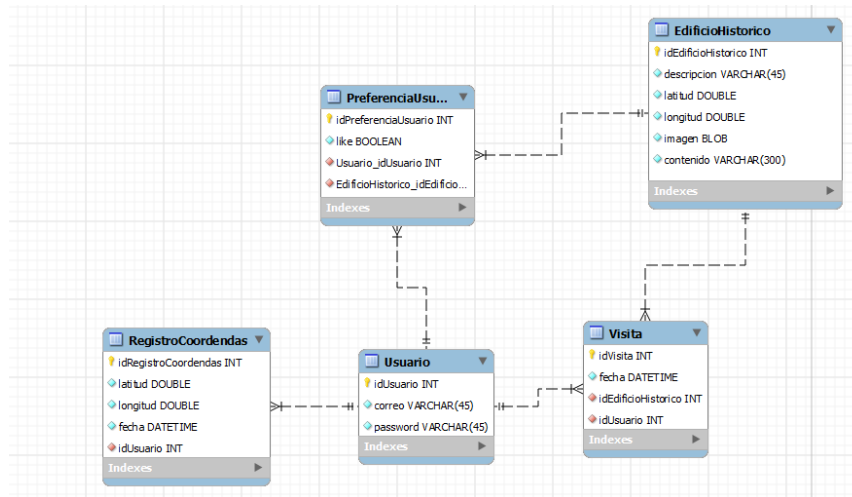 EdificioHistorico
idEdificioHistorico INT
descripcion VARCHAR(45)
latitud DOUBLE
longitud DOUBLE
imagen BLOB
contenido VARCHAR(300)
Indexes
PreferenciaUsu...
idPreferenciaUsuario INT
like BOOLEAN
Usuario_idUsuario INT
EdificioHistorico_idEdificio...
Indexes
RegistroCoordendas
idRegistroCoordendas INT
latitud DOUBLE
longitud DOUBLE
fecha DATETIME
idUsuario INT
Indexes
Usuario
idUsuario INT
correo VARCHAR(45)
password VARCHAR(45)
Indexes
Visita
idVisita INT
fecha DATETIME
idEdificioHistorico INT
idUsuario INT
Indexes